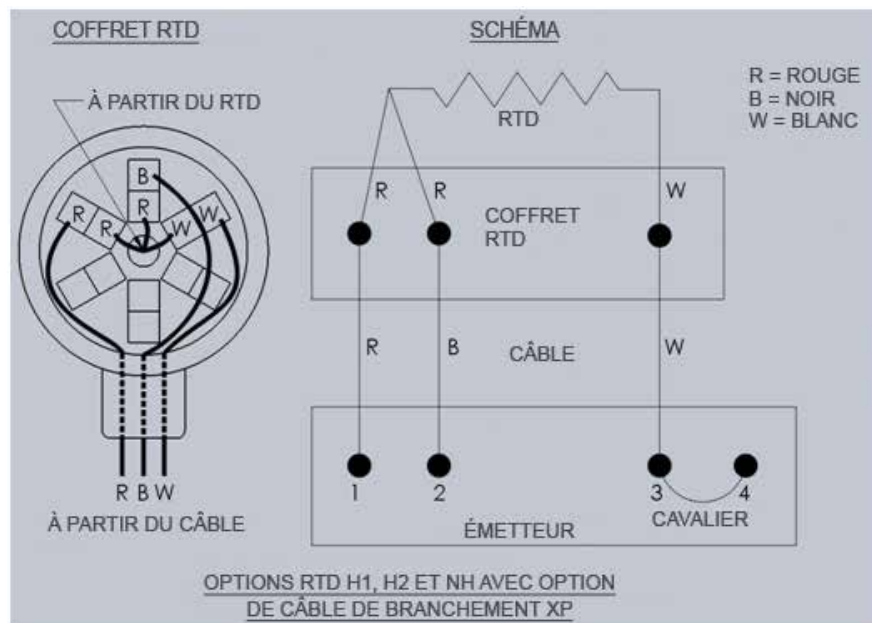 COFFRET RTD
À PARTIR DU RTD
B
R
R
W
R
W
R B W
À PARTIR DU CÂBLE
SCHÉMA
R = ROUGE
B = NOIR
W = BLANC
RTD
R
R
W
COFFRET
RTD
R
B
CÂBLE
W
1
2
3
4
CAVALIER
ÉMETTEUR
OPTIONS RTD H1, H2 ET NH AVEC OPTION
DE CÂBLE DE BRANCHEMENT XP